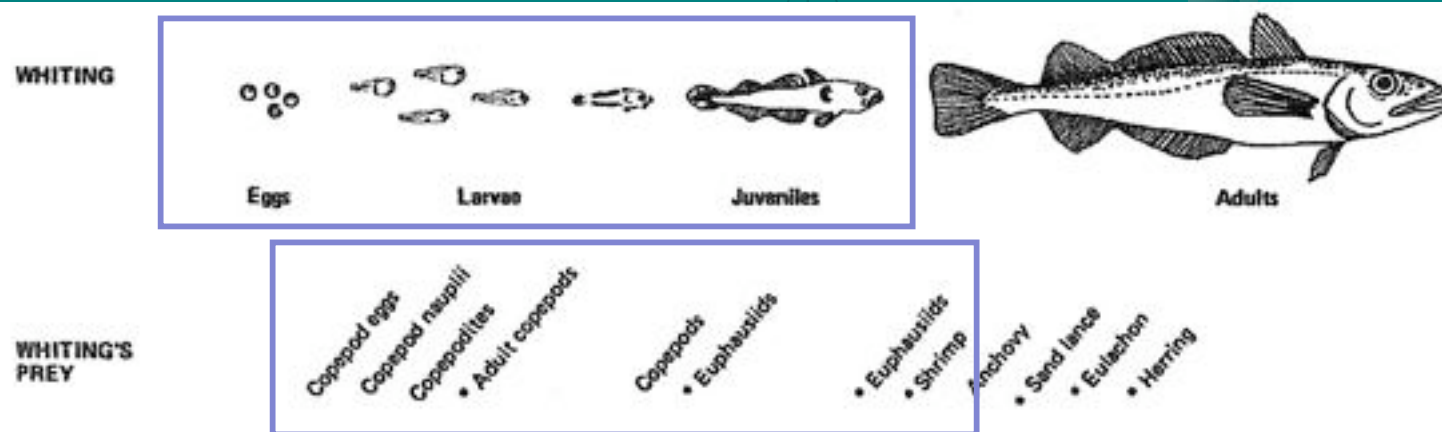 WHITING
Eggs
Larvae
Juveniles
Adults
WHITING'S
PREY
Copepod eggs
Copepod nauplii
Copepodites
• Adult copepods
Copepods
• Euphausiids
• Euphausiids
• Shrimp
Anchovy
• Sand lance
• Eulachon
• Herring